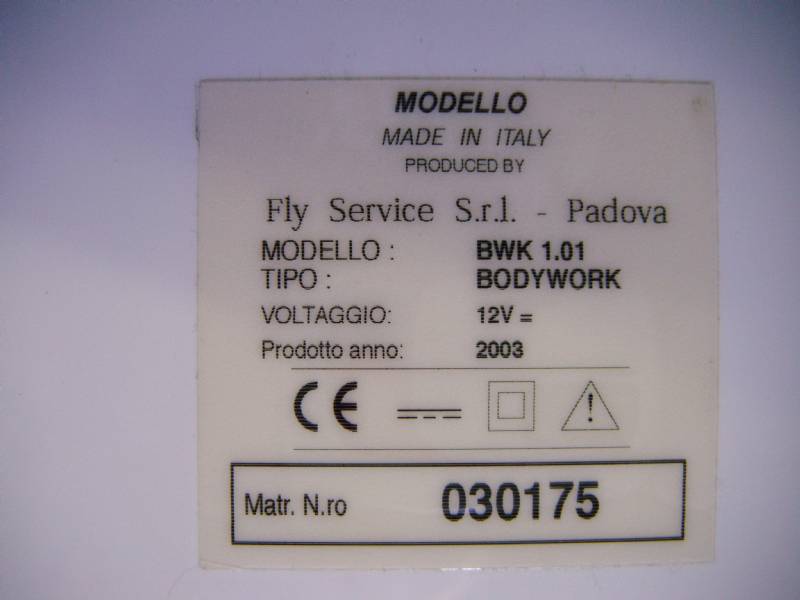 MODELLO
MADE IN ITALY
PRODUCED BY
Fly Service S.r.l. - Padova
MODELLO : BWK 1.01
TIPO : BODYWORK
VOLTAGGIO: 12V =
Prodotto anno: 2003
CE
Matr. N.ro 030175